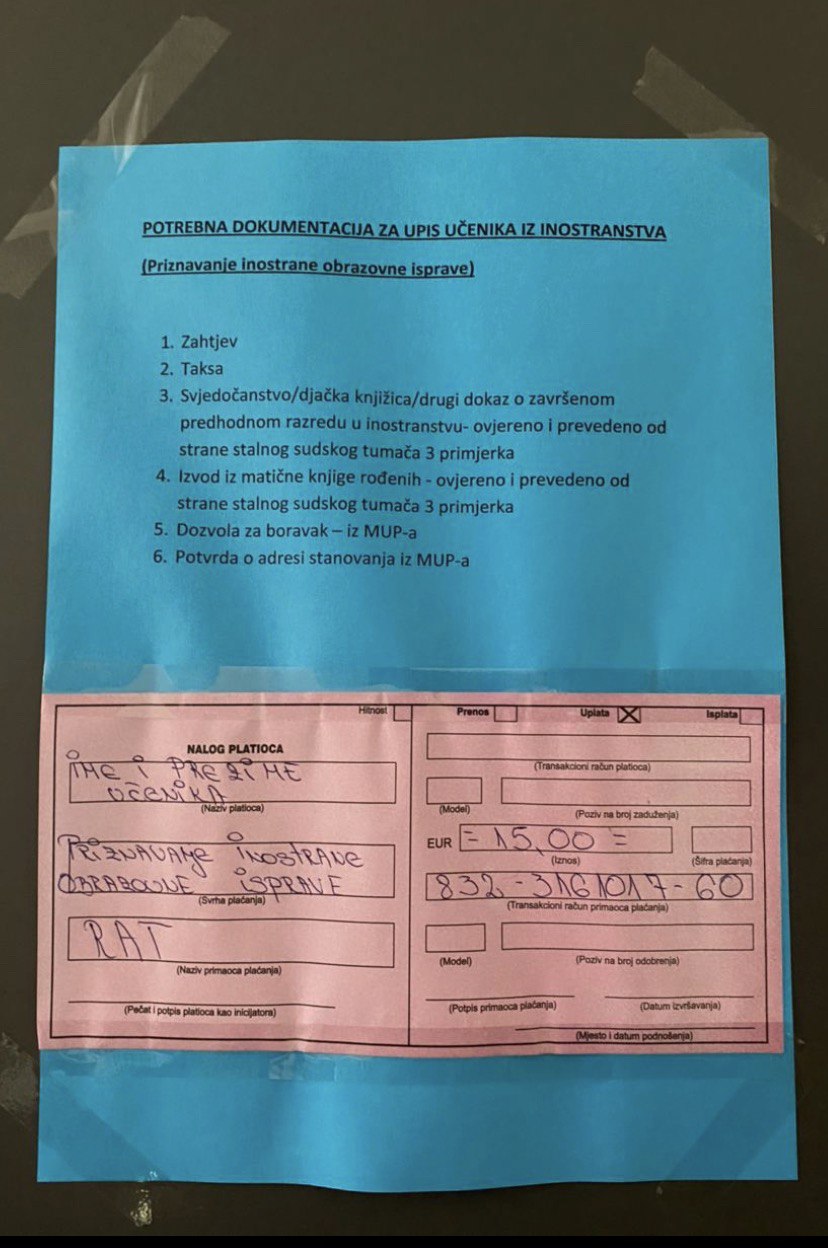 POTREBNA DOKUMENTACIJA ZA UPIS UČENIKA IZ INOSTRANSTVA
(Priznavanje inostrane obrazovne isprave)
1. Zahtjev
2. Taksa
3. Svjedočanstvo/djačka knjižica/drugi dokaz o završenom
predhodnom razredu u inostranstvu- ovjereno i prevedeno od
strane stalnog sudskog tumača 3 primjerka
4. Izvod iz matične knjige rođenih - ovjereno i prevedeno od
strane stalnog sudskog tumača 3 primjerka
5. Dozvola za boravak – iz MUP-a
6. Potvrda o adresi stanovanja iz MUP-a
Hitnost
NALOG PLATIOCA
IME I PREZIME
UČENIKA
(Naziv platioca)
PRIZNAVANJE INOSTRANE
OBRAZOVNE ISPRAVE
(Svrha plaćanja)
RAT
(Naziv primaoca plaćanja)
(Pečat i potpis platioca kao inicijatora)
Prenos Uplata X Isplata
(Transakcioni račun platioca)
(Model) (Poziv na broj zaduženja)
EUR = 15,00 =
(Iznos) (Šifra plaćanja)
832-3161017-60
(Transakcioni račun primaoca plaćanja)
(Model) (Poziv na broj odobrenja)
(Potpis primaoca plaćanja) (Datum izvršavanja)
(Mjesto i datum podnošenja)